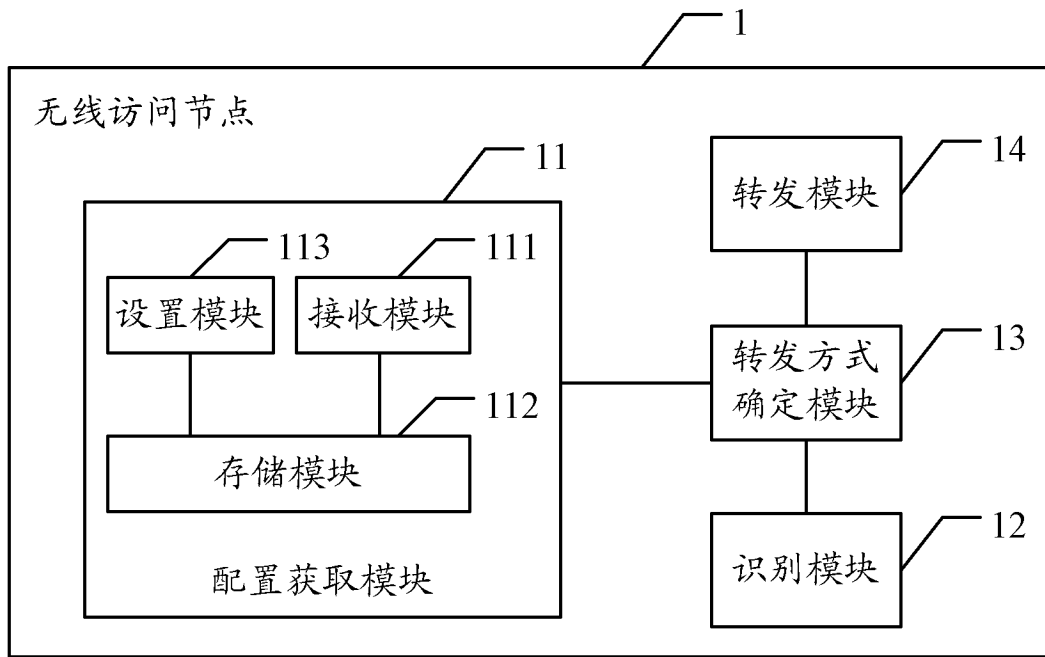 1
无线访问节点
11
14
转发模块
113
111
设置模块
接收模块
13
转发方式
确定模块
112
存储模块
12
识别模块
配置获取模块